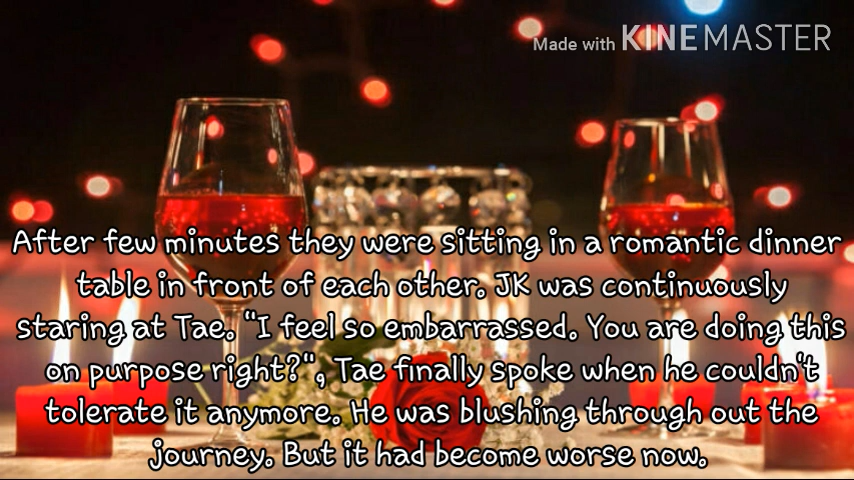 Made with KINEMASTER
After few minutes they were sitting in a romantic dinner
table in front of each other. JK was continuously
staring at Tae. "I feel so embarrassed. You are doing this
on purpose right?", Tae finally spoke when he couldn't
tolerate it anymore. He was blushing through out the
journey. But it had become worse now.